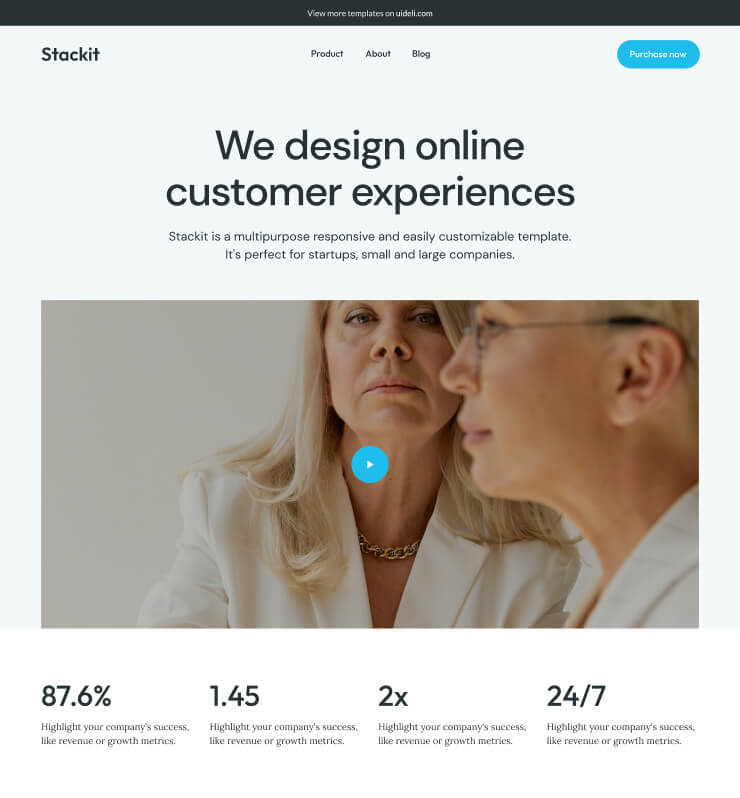 View more templates on uideli.com
Stackit
Product About Blog
Purchase now
We design online
customer experiences
Stackit is a multipurpose responsive and easily customizable template.
It's perfect for startups, small and large companies.
87.6%
Highlight your company's success,
like revenue or growth metrics.
1.45
Highlight your company's success,
like revenue or growth metrics.
2x
Highlight your company's success,
like revenue or growth metrics.
24/7
Highlight your company's success,
like revenue or growth metrics.